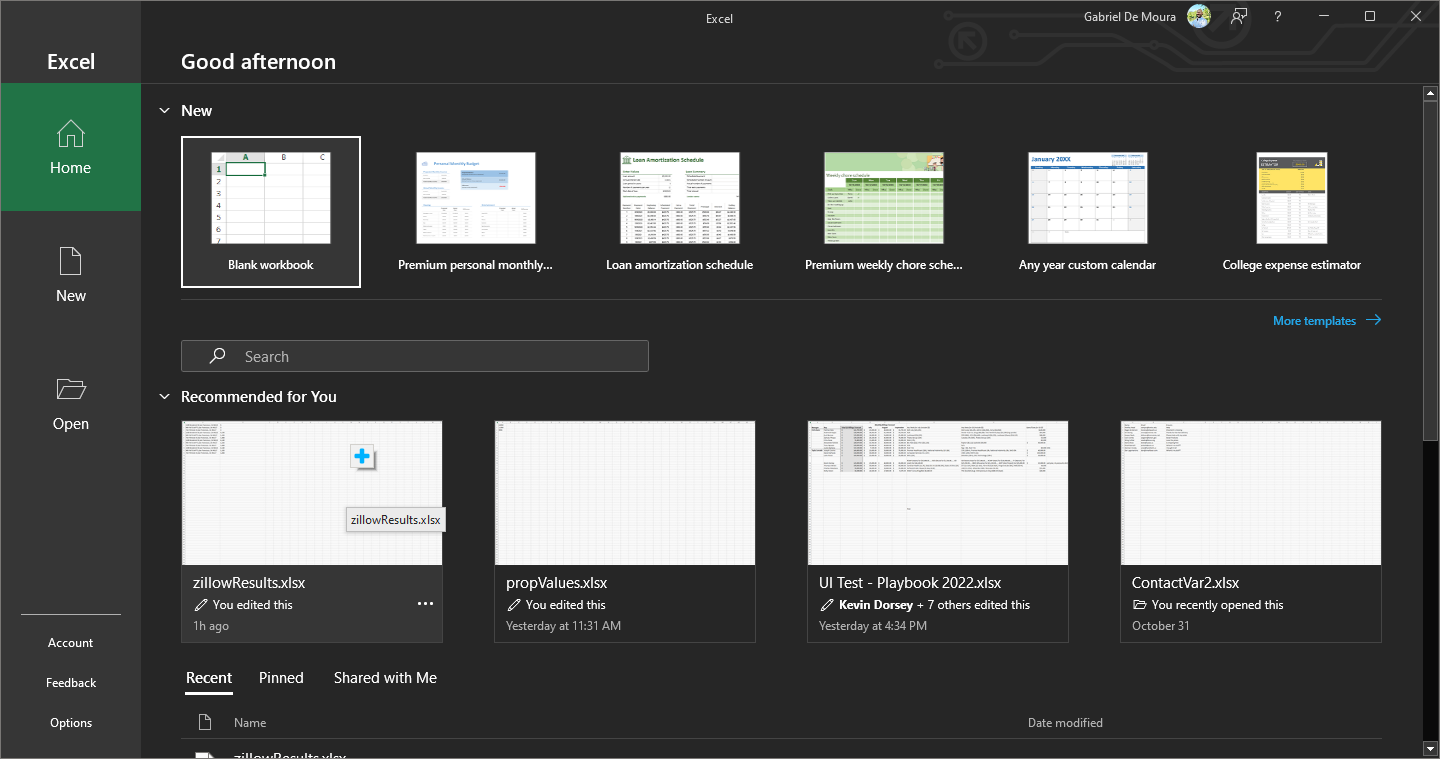 Excel
Gabriel De Moura
?
Excel
Good afternoon
Home
New
Open
Account
Feedback
Options
New
A B C
1
2
3
4
5
6
7
Blank workbook
Personal Monthly Budget
Premium personal monthly...
Loan Amortization Schedule
Loan amortization schedule
Weekly chore schedule
Premium weekly chore sche...
January 20XX
Any year custom calendar
ESTIMATOR
College expense estimator
More templates
Search
Recommended for You
zillowResults.xlsx
zillowResults.xlsx
You edited this
1h ago
propValues.xlsx
You edited this
Yesterday at 11:31 AM
UI Test - Playbook 2022.xlsx
Kevin Dorsey + 7 others edited this
Yesterday at 4:34 PM
ContactVar2.xlsx
You recently opened this
October 31
Recent Pinned Shared with Me
Name Date modified
zillowResults.xlsx